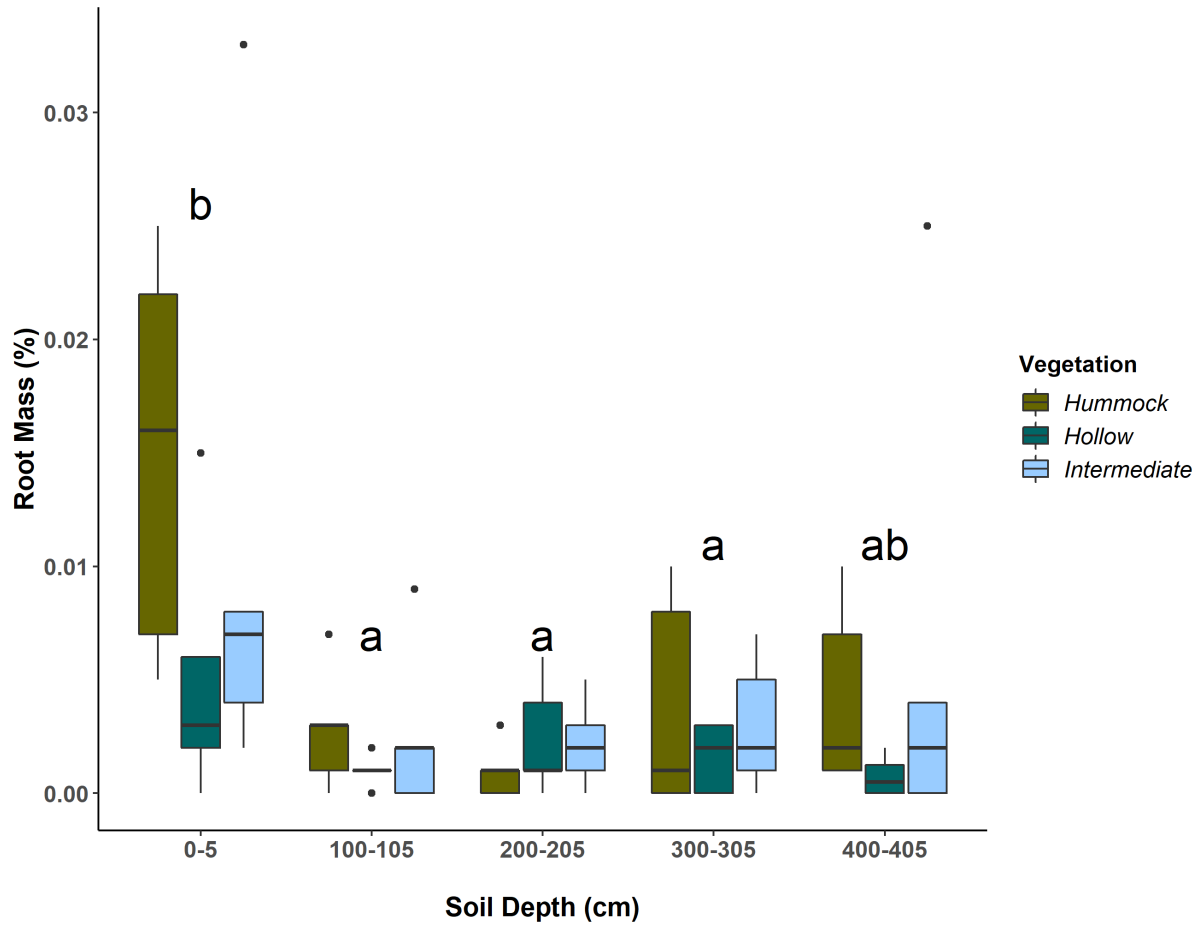 Root Mass (%)
0.03
0.02
0.01
0.00
b
a
a
a
ab
0-5
100-105
200-205
300-305
400-405
Soil Depth (cm)
Vegetation
Hummock
Hollow
Intermediate